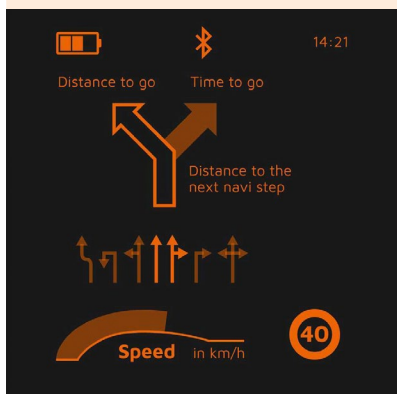 14:21
Distance to go
Time to go
Distance to the
next navi step
Speed in km/h
40